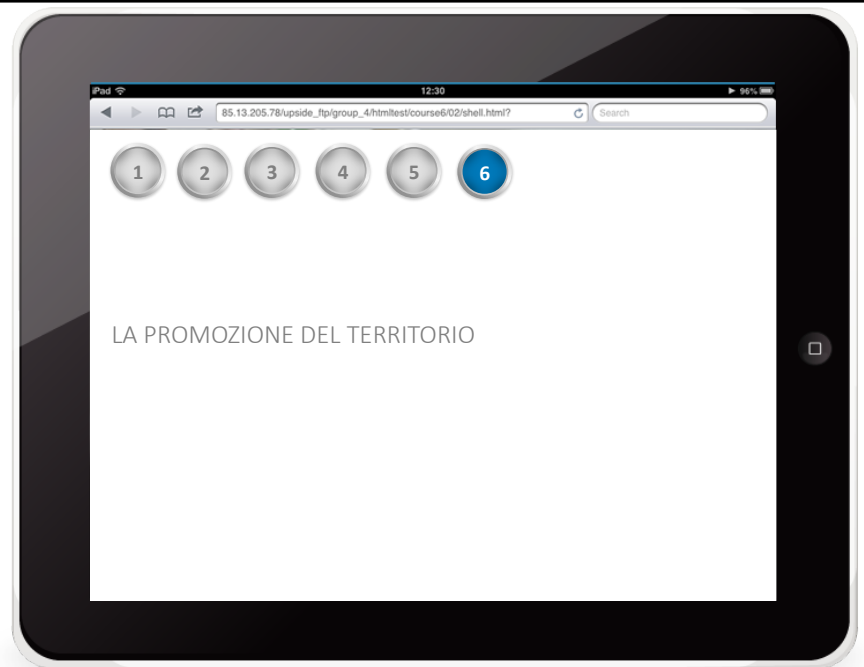 iPad 12:30 96%
85.13.205.78/upside_ftp/group_4/htmltest/course6/02/shell.html? Search
1 2 3 4 5 6
LA PROMOZIONE DEL TERRITORIO